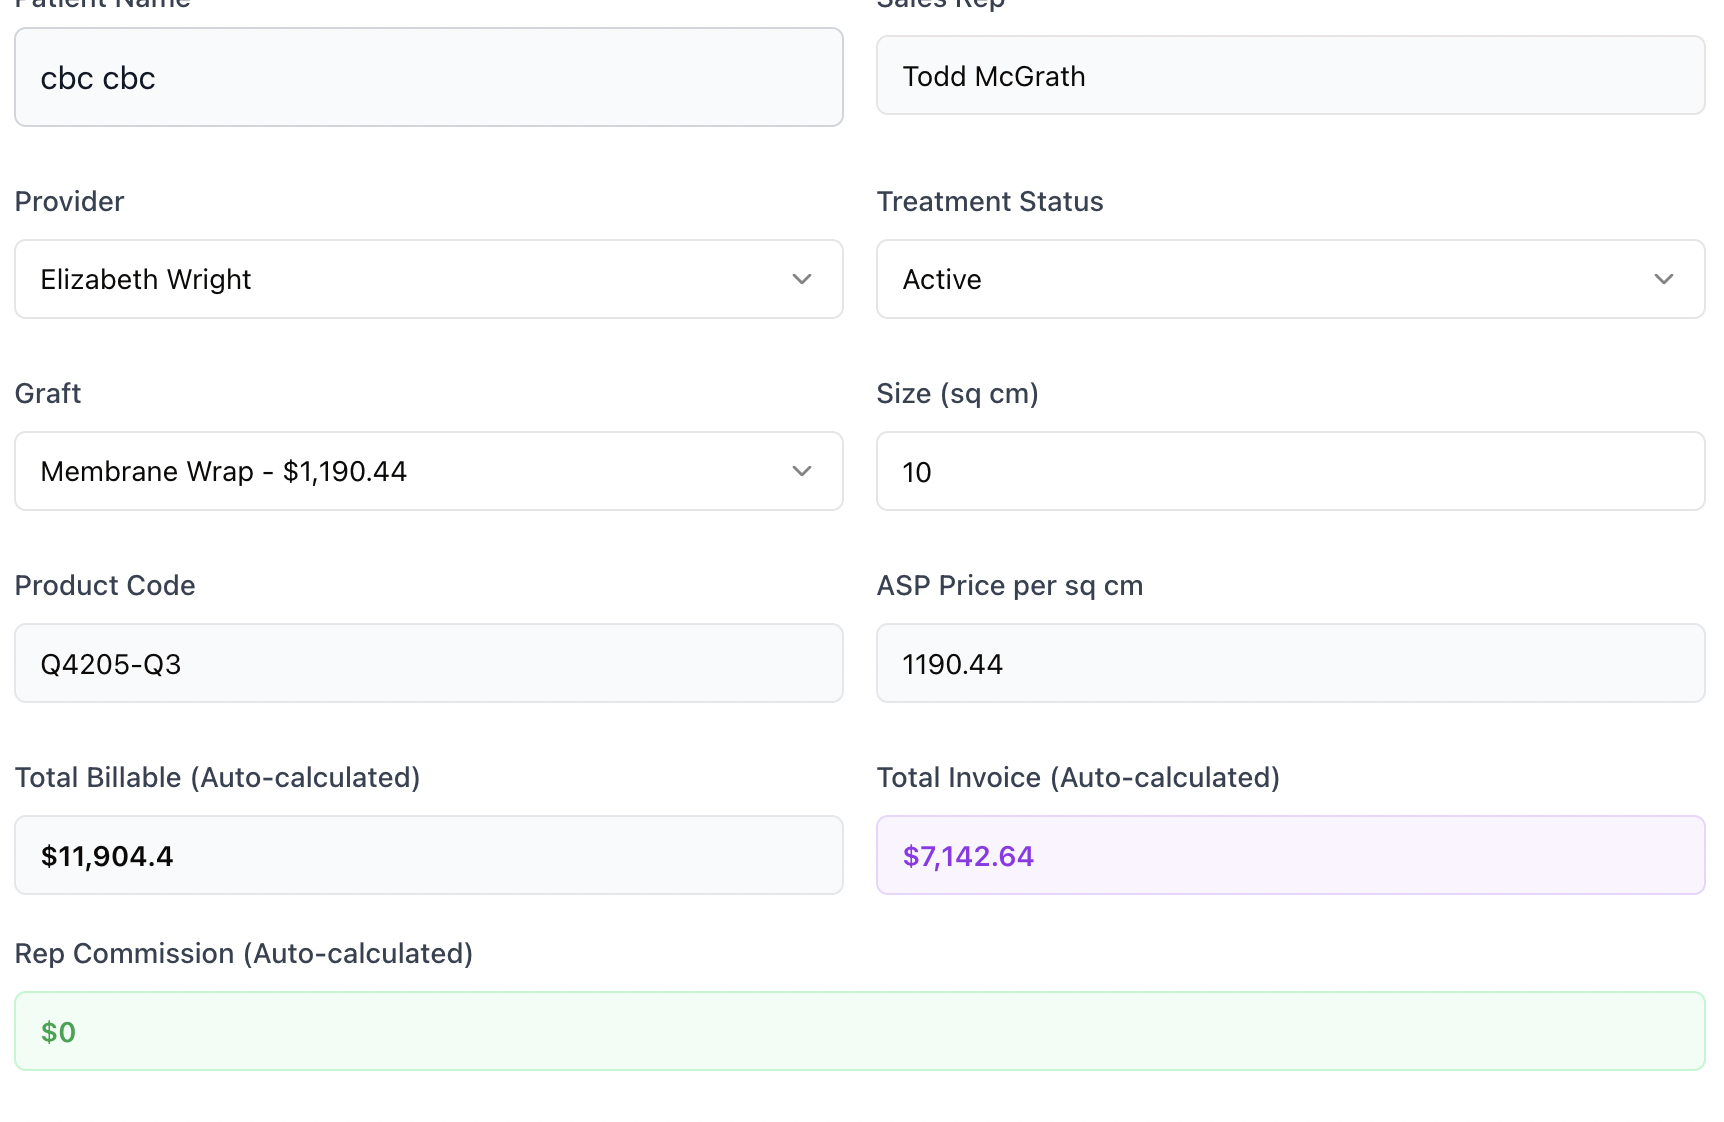 Patient Name
Sales Rep
cbc cbc
Todd McGrath
Provider
Treatment Status
Elizabeth Wright
Active
Graft
Size (sq cm)
Membrane Wrap - $1,190.44
10
Product Code
ASP Price per sq cm
Q4205-Q3
1190.44
Total Billable (Auto-calculated)
Total Invoice (Auto-calculated)
$11,904.4
$7,142.64
Rep Commission (Auto-calculated)
$0